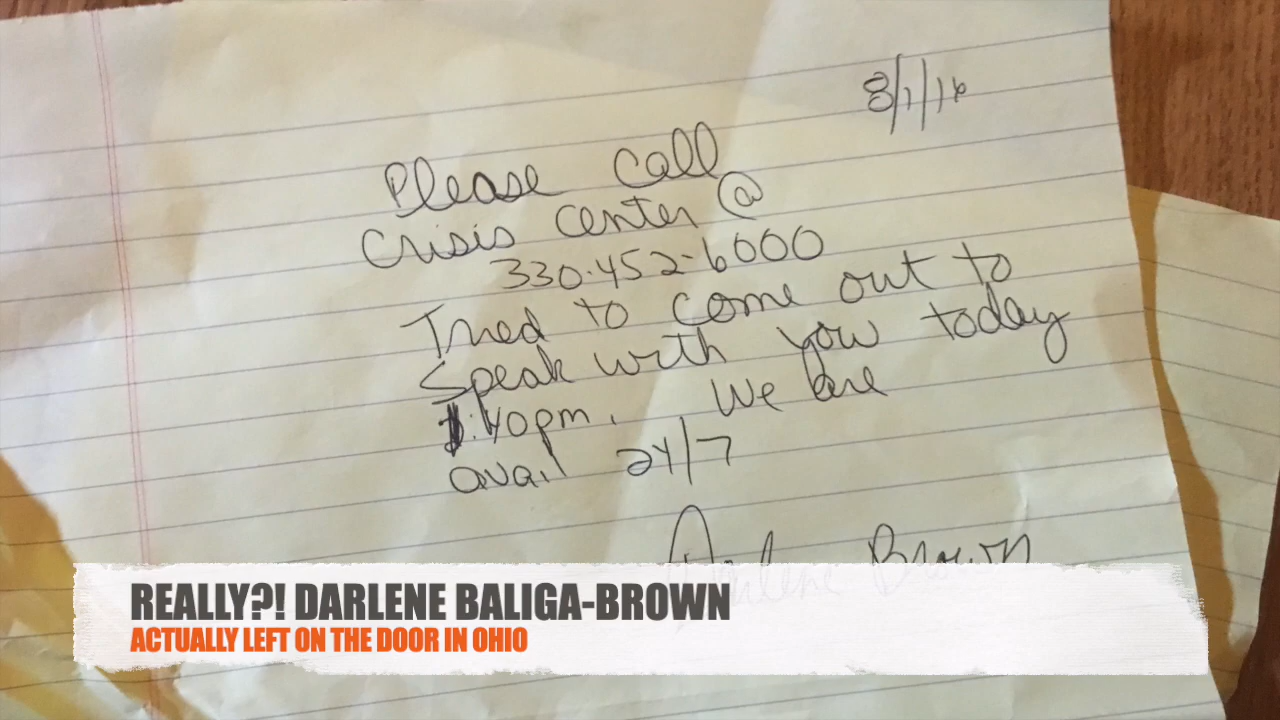 8/1/16
Please call
Crisis Center @
330.452-6000
Tried to come out to
Speak with you today
1:40pm. We are
avail 24/7
Darlene Brown
REALLY?! DARLENE BALIGA-BROWN
ACTUALLY LEFT ON THE DOOR IN OHIO